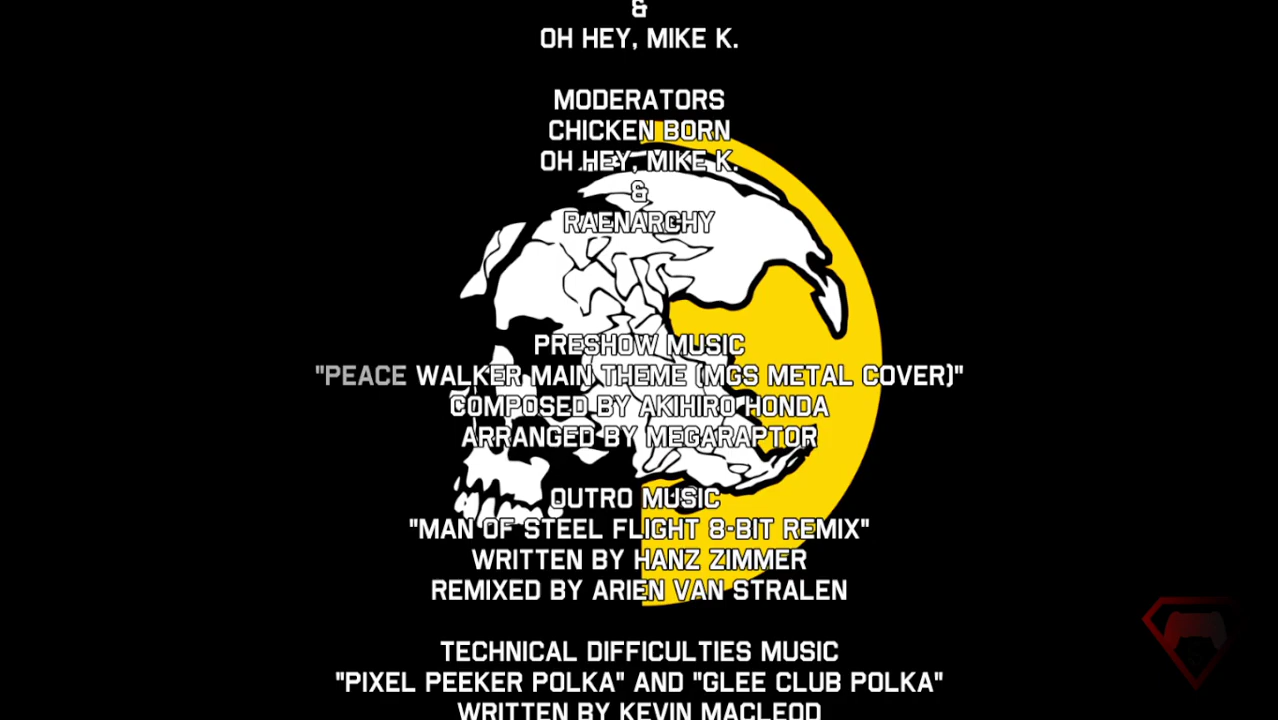 &
OH HEY, MIKE K.
MODERATORS
CHICKEN BORN
OH HEY, MIKE K.
&
RAENARCHY
PRESHOW MUSIC
"PEACE WALKER MAIN THEME (MGS METAL COVER)"
COMPOSED BY AKIHIRO HONDA
ARRANGED BY MEGARAPTOR
OUTRO MUSIC
"MAN OF STEEL FLIGHT 8-BIT REMIX"
WRITTEN BY HANZ ZIMMER
REMIXED BY ARIEN VAN STRALEN
TECHNICAL DIFFICULTIES MUSIC
"PIXEL PEEKER POLKA" AND "GLEE CLUB POLKA"
WRITTEN BY KEVIN MACLEOD